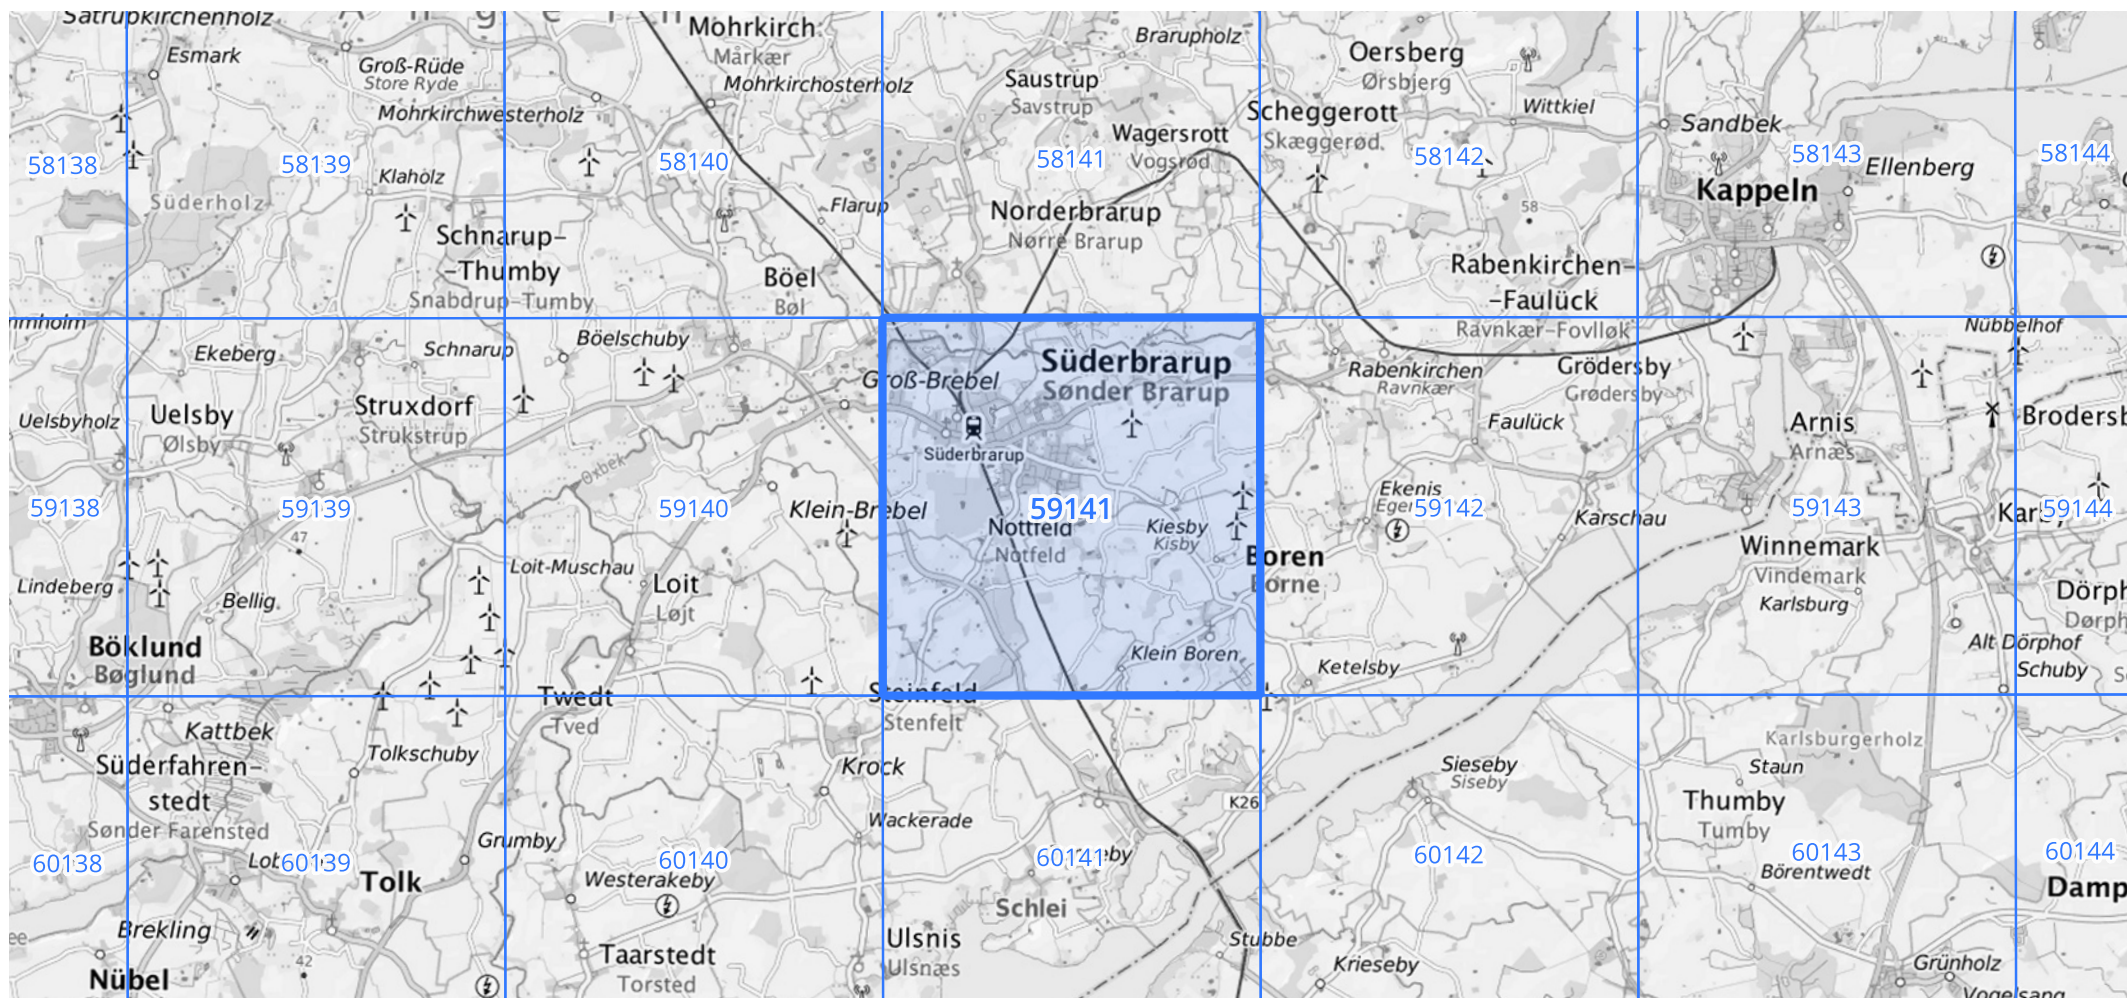 Satrupkirchenholz
A n g e l n
Mohrkirch
Mårkær
Brarupholz
Oersberg
Ørsbjerg
Esmark
Groß-Rüde
Store Ryde
Mohrkirchosterholz
Saustrup
Savstrup
Mohrkirchwesterholz
Scheggerott
Skæggerød
Wittkiel
Sandbek
Wagersrott
Vogsrød
58138
58139
58140
58141
58142
58143
58144
Klaholz
Ellenberg
Kappeln
Süderholz
Flarup
Norderbrarup
Nørre Brarup
58
Schnarup-
-Thumby
Snabdrup-Tumby
Böel
Bøl
Rabenkirchen-
-Faulück
Ravnkær-Fovlløk
Nübbelhof
Ekeberg
Schnarup
Böelschuby
Groß-Brebel
Süderbrarup
Sønder Brarup
Rabenkirchen
Ravnkær
Grödersby
Grødersby
Uelsbyholz
Uelsby
Ølsby
Struxdorf
Strukstrup
Faulück
Arnis
Arnæs
Brodersb
Süderbrarup
Oxbek
59138
59139
59140
59141
59142
59143
59144
Klein-Brebel
Ekenis
Karschau
Nottfeld
Notfeld
Kiesby
Kisby
47
Boren
Borne
Winnemark
Vindemark
Karlsburg
Lindeberg
Loit-Muschau
Loit
Løjt
Bellig
Dörph
Dørph
Böklund
Bøglund
Klein Boren
Ketelsby
Alt Dörphof
Schuby
Twedt
Tved
Steinfeld
Stenfelt
Kattbek
Karlsburgerholz
Süderfahren-
stedt
Sønder Farensted
Tolkschuby
Krock
Sieseby
Siseby
Staun
K26
Thumby
Tumby
Wackerade
Grumby
60138
60139
60140
60141
60142
60143
60144
Tolk
Westerakeby
Börentwedt
Damp
Schlei
Brekling
Ulsnis
Ulsnæs
Stubbe
Taarstedt
Torsted
42
Nübel
Krieseby
Grünholz
Vogelsang